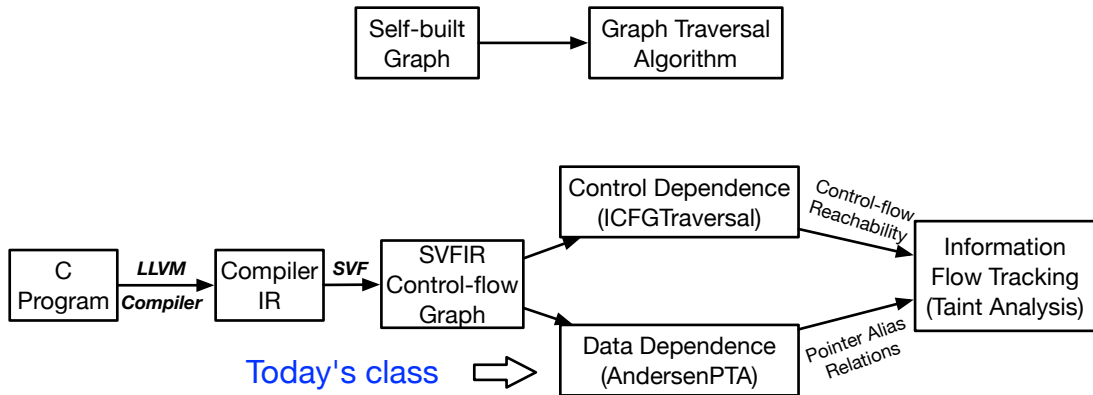 Self-built
Graph
Graph Traversal
Algorithm
Control Dependence
(ICFGTraversal)
Control-flow
Reachability
C
Program
LLVM
Compiler
Compiler
IR
SVF
SVFIR
Control-flow
Graph
Information
Flow Tracking
(Taint Analysis)
Today's class
Data Dependence
(AndersenPTA)
Pointer Alias
Relations